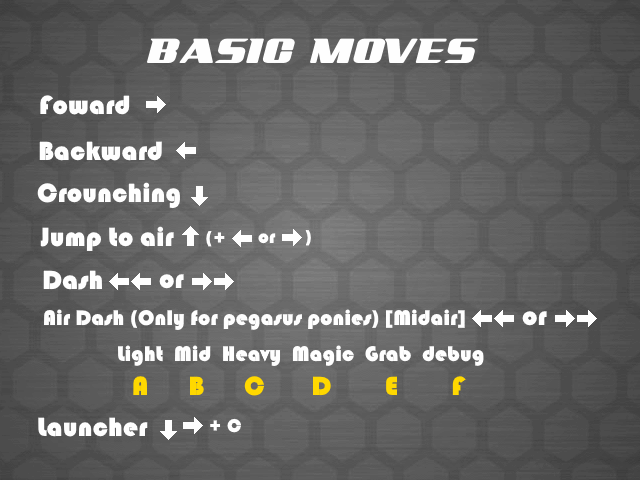 BASIC MOVES
Foward →
Backward ←
Crounching ↓
Jump to air ↑ (+ ← or →)
Dash ←← or →→
Air Dash (Only for pegasus ponies) [Midair] ←← or →→
Light Mid Heavy Magic Grab debug
A B C D E F
Launcher ↓ → + C